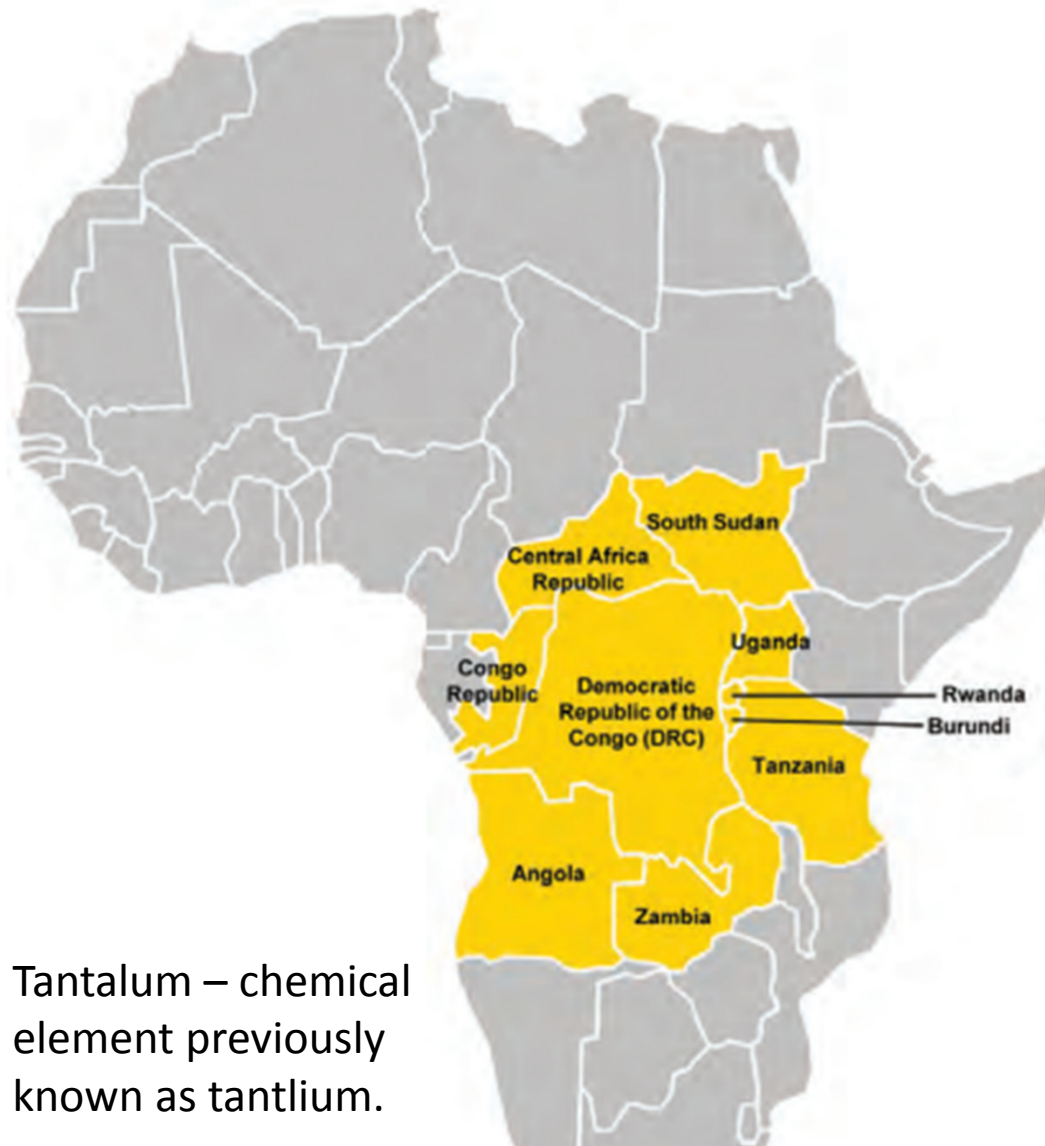 South Sudan
Central Africa
Republic
Uganda
Congo
Republic
Democratic
Republic of the
Congo (DRC)
Rwanda
Burundi
Tanzania
Angola
Zambia
Tantalum – chemical
element previously
known as tantlium.